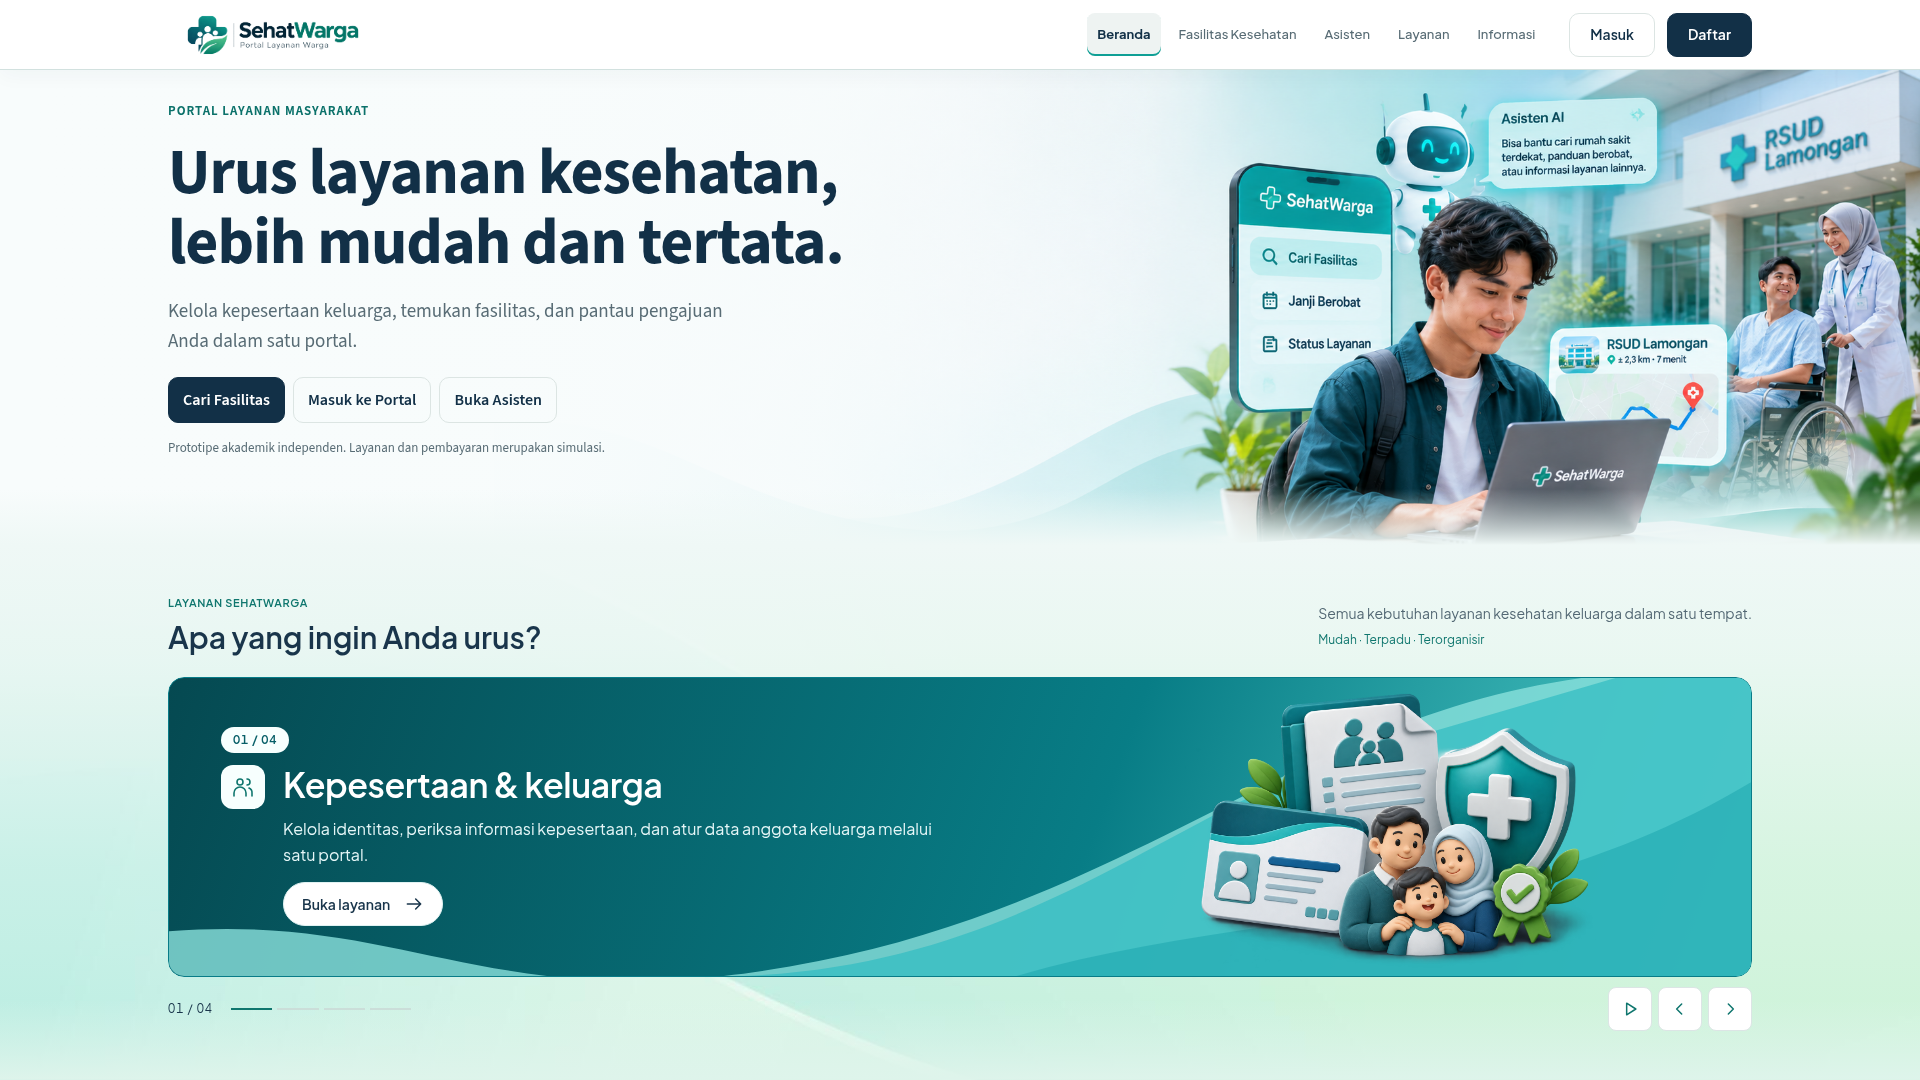 SehatWarga
Portal Layanan Warga
Beranda
Fasilitas Kesehatan
Asisten
Layanan
Informasi
Masuk
Daftar
PORTAL LAYANAN MASYARAKAT
Urus layanan kesehatan,
lebih mudah dan tertata.
Kelola kepesertaan keluarga, temukan fasilitas, dan pantau pengajuan
Anda dalam satu portal.
Cari Fasilitas
Masuk ke Portal
Buka Asisten
Prototipe akademik independen. Layanan dan pembayaran merupakan simulasi.
Asisten AI
Bisa bantu cari rumah sakit
terdekat, panduan berobat,
atau informasi layanan lainnya.
RSUD
Lamongan
SehatWarga
Cari Fasilitas
Janji Berobat
Status Layanan
RSUD Lamongan
± 2,3 km • 7 menit
SehatWarga
LAYANAN SEHATWARGA
Apa yang ingin Anda urus?
Semua kebutuhan layanan kesehatan keluarga dalam satu tempat.
Mudah · Terpadu · Terorganisir
01 / 04
Kepesertaan & keluarga
Kelola identitas, periksa informasi kepesertaan, dan atur data anggota keluarga melalui
satu portal.
Buka layanan
01 / 04